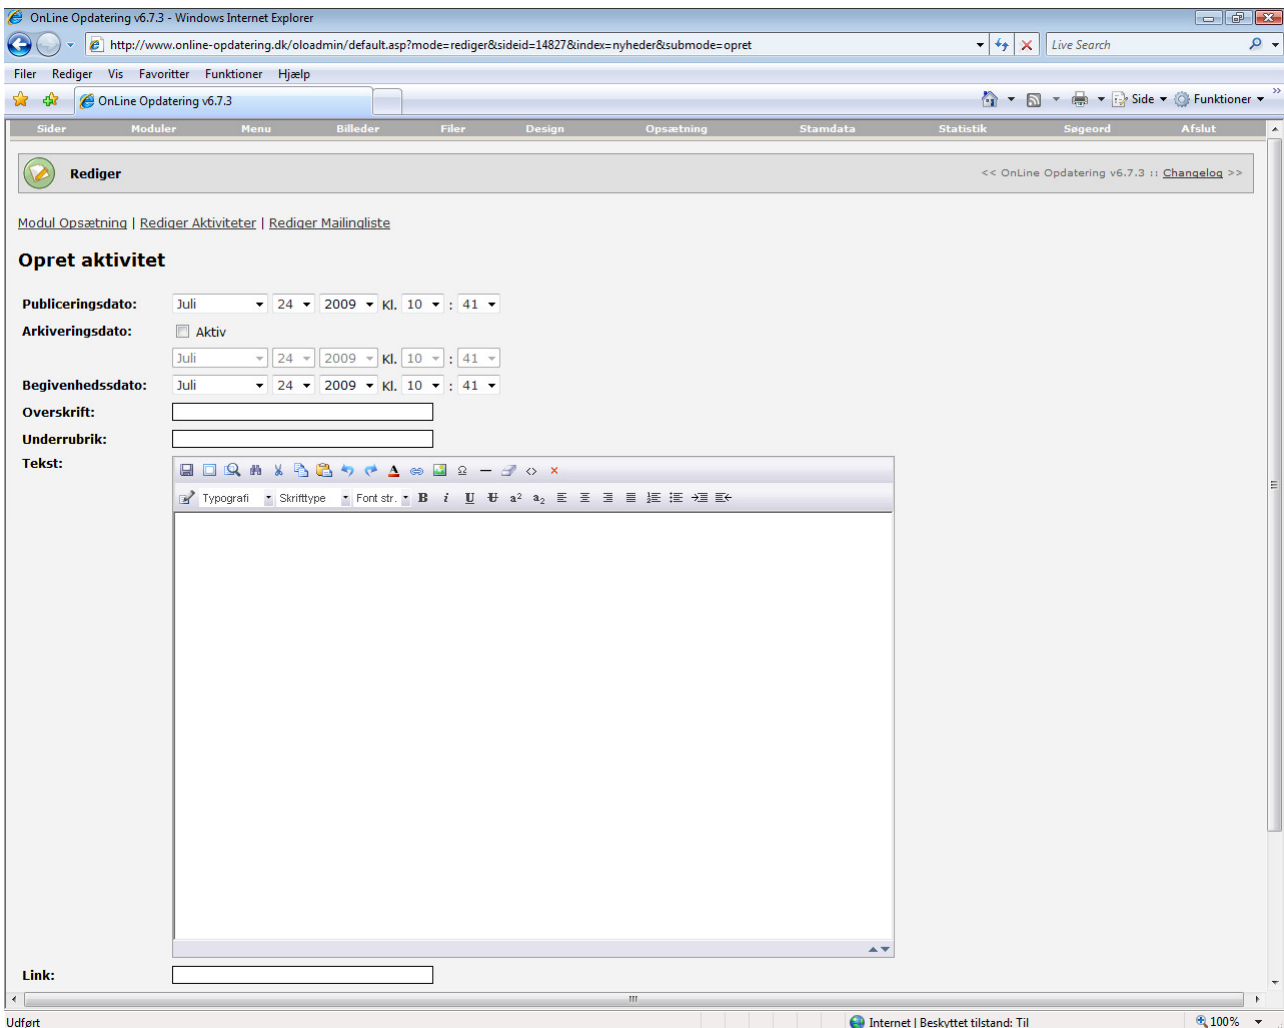 OnLine Opdatering v6.7.3 - Windows Internet Explorer
http://www.online-opdatering.dk/oloadmin/default.asp?mode=rediger&sideid=14827&index=nyheder&submode=opret
Live Search
Filer Rediger Vis Favoritter Funktioner Hjælp
OnLine Opdatering v6.7.3
Side Funktioner
Sider Moduler Menu Billeder Filer Design Opsætning Stamdata Statistik Søgeord Afslut
Rediger
<< OnLine Opdatering v6.7.3 :: Changelog >>
Modul Opsætning | Rediger Aktiviteter | Rediger Mailingliste
Opret aktivitet
Publiceringsdato: Juli 24 2009 Kl. 10 : 41
Arkiveringsdato: Aktiv
Juli 24 2009 Kl. 10 : 41
Begivenhedssdato: Juli 24 2009 Kl. 10 : 41
Overskrift:
Underrubrik:
Tekst:
Typografi Skrifttype Font str. B i U U a² a₂
Link:
Udført
Internet | Beskyttet tilstand: Til
100%